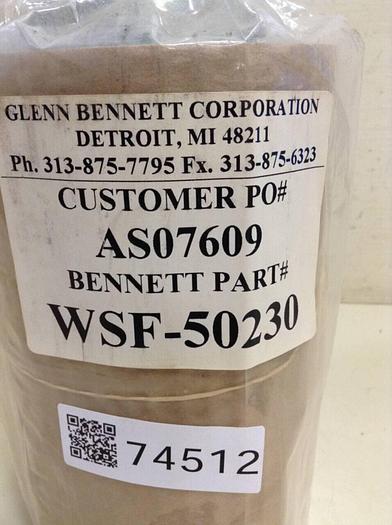 GLENN BENNETT CORPORATION
DETROIT, MI 48211
Ph. 313-875-7795 Fx. 313-875-6323
CUSTOMER PO#
AS07609
BENNETT PART#
WSF-50230
74512